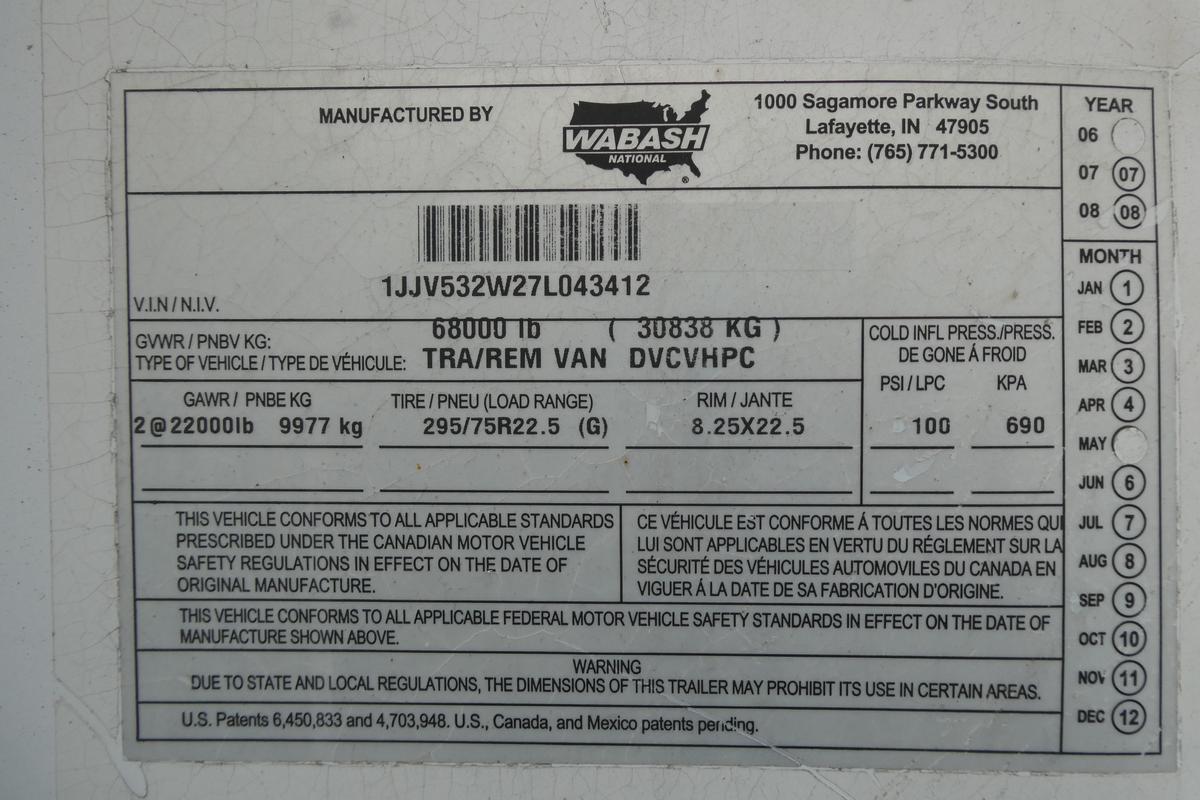 MANUFACTURED BY
WABASH
NATIONAL
®
1000 Sagamore Parkway South
Lafayette, IN 47905
Phone: (765) 771-5300
1JJV532W27L043412
V.I.N / N.I.V.
GVWR / PNBV KG: 68000 lb ( 30838 KG )
TYPE OF VEHICLE / TYPE DE VÉHICULE: TRA/REM VAN DVCVHPC
COLD INFL PRESS./PRESS.
DE GONE Á FROID
PSI / LPC KPA
GAWR / PNBE KG TIRE / PNEU (LOAD RANGE) RIM / JANTE
2@22000lb 9977 kg 295/75R22.5 (G) 8.25X22.5 100 690
THIS VEHICLE CONFORMS TO ALL APPLICABLE STANDARDS
PRESCRIBED UNDER THE CANADIAN MOTOR VEHICLE
SAFETY REGULATIONS IN EFFECT ON THE DATE OF
ORIGINAL MANUFACTURE.
CE VÉHICULE EST CONFORME Á TOUTES LES NORMES QUI
LUI SONT APPLICABLES EN VERTU DU RÉGLEMENT SUR LA
SÉCURITÉ DES VÉHICULES AUTOMOVILES DU CANADA EN
VIGUER Á LA DATE DE SA FABRICATION D'ORIGINE.
THIS VEHICLE CONFORMS TO ALL APPLICABLE FEDERAL MOTOR VEHICLE SAFETY STANDARDS IN EFFECT ON THE DATE OF
MANUFACTURE SHOWN ABOVE.
WARNING
DUE TO STATE AND LOCAL REGULATIONS, THE DIMENSIONS OF THIS TRAILER MAY PROHIBIT ITS USE IN CERTAIN AREAS.
U.S. Patents 6,450,833 and 4,703,948. U.S., Canada, and Mexico patents pending.
YEAR
06
07 07
08 08
MONTH
JAN 1
FEB 2
MAR 3
APR 4
MAY
JUN 6
JUL 7
AUG 8
SEP 9
OCT 10
NOV 11
DEC 12